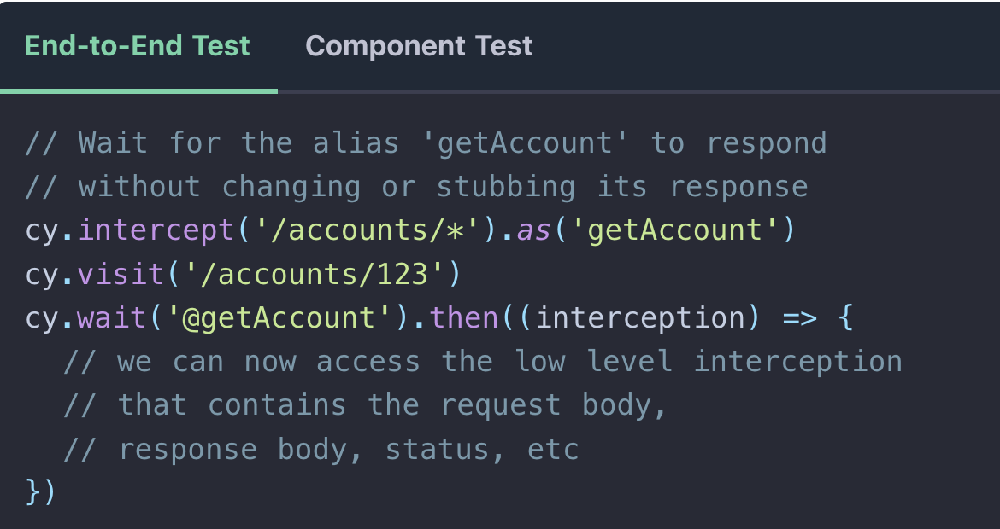 End-to-End Test Component Test
// Wait for the alias 'getAccount' to respond
// without changing or stubbing its response
cy.intercept('/accounts/*').as('getAccount')
cy.visit('/accounts/123')
cy.wait('@getAccount').then((interception) => {
  // we can now access the low level interception
  // that contains the request body,
  // response body, status, etc
})